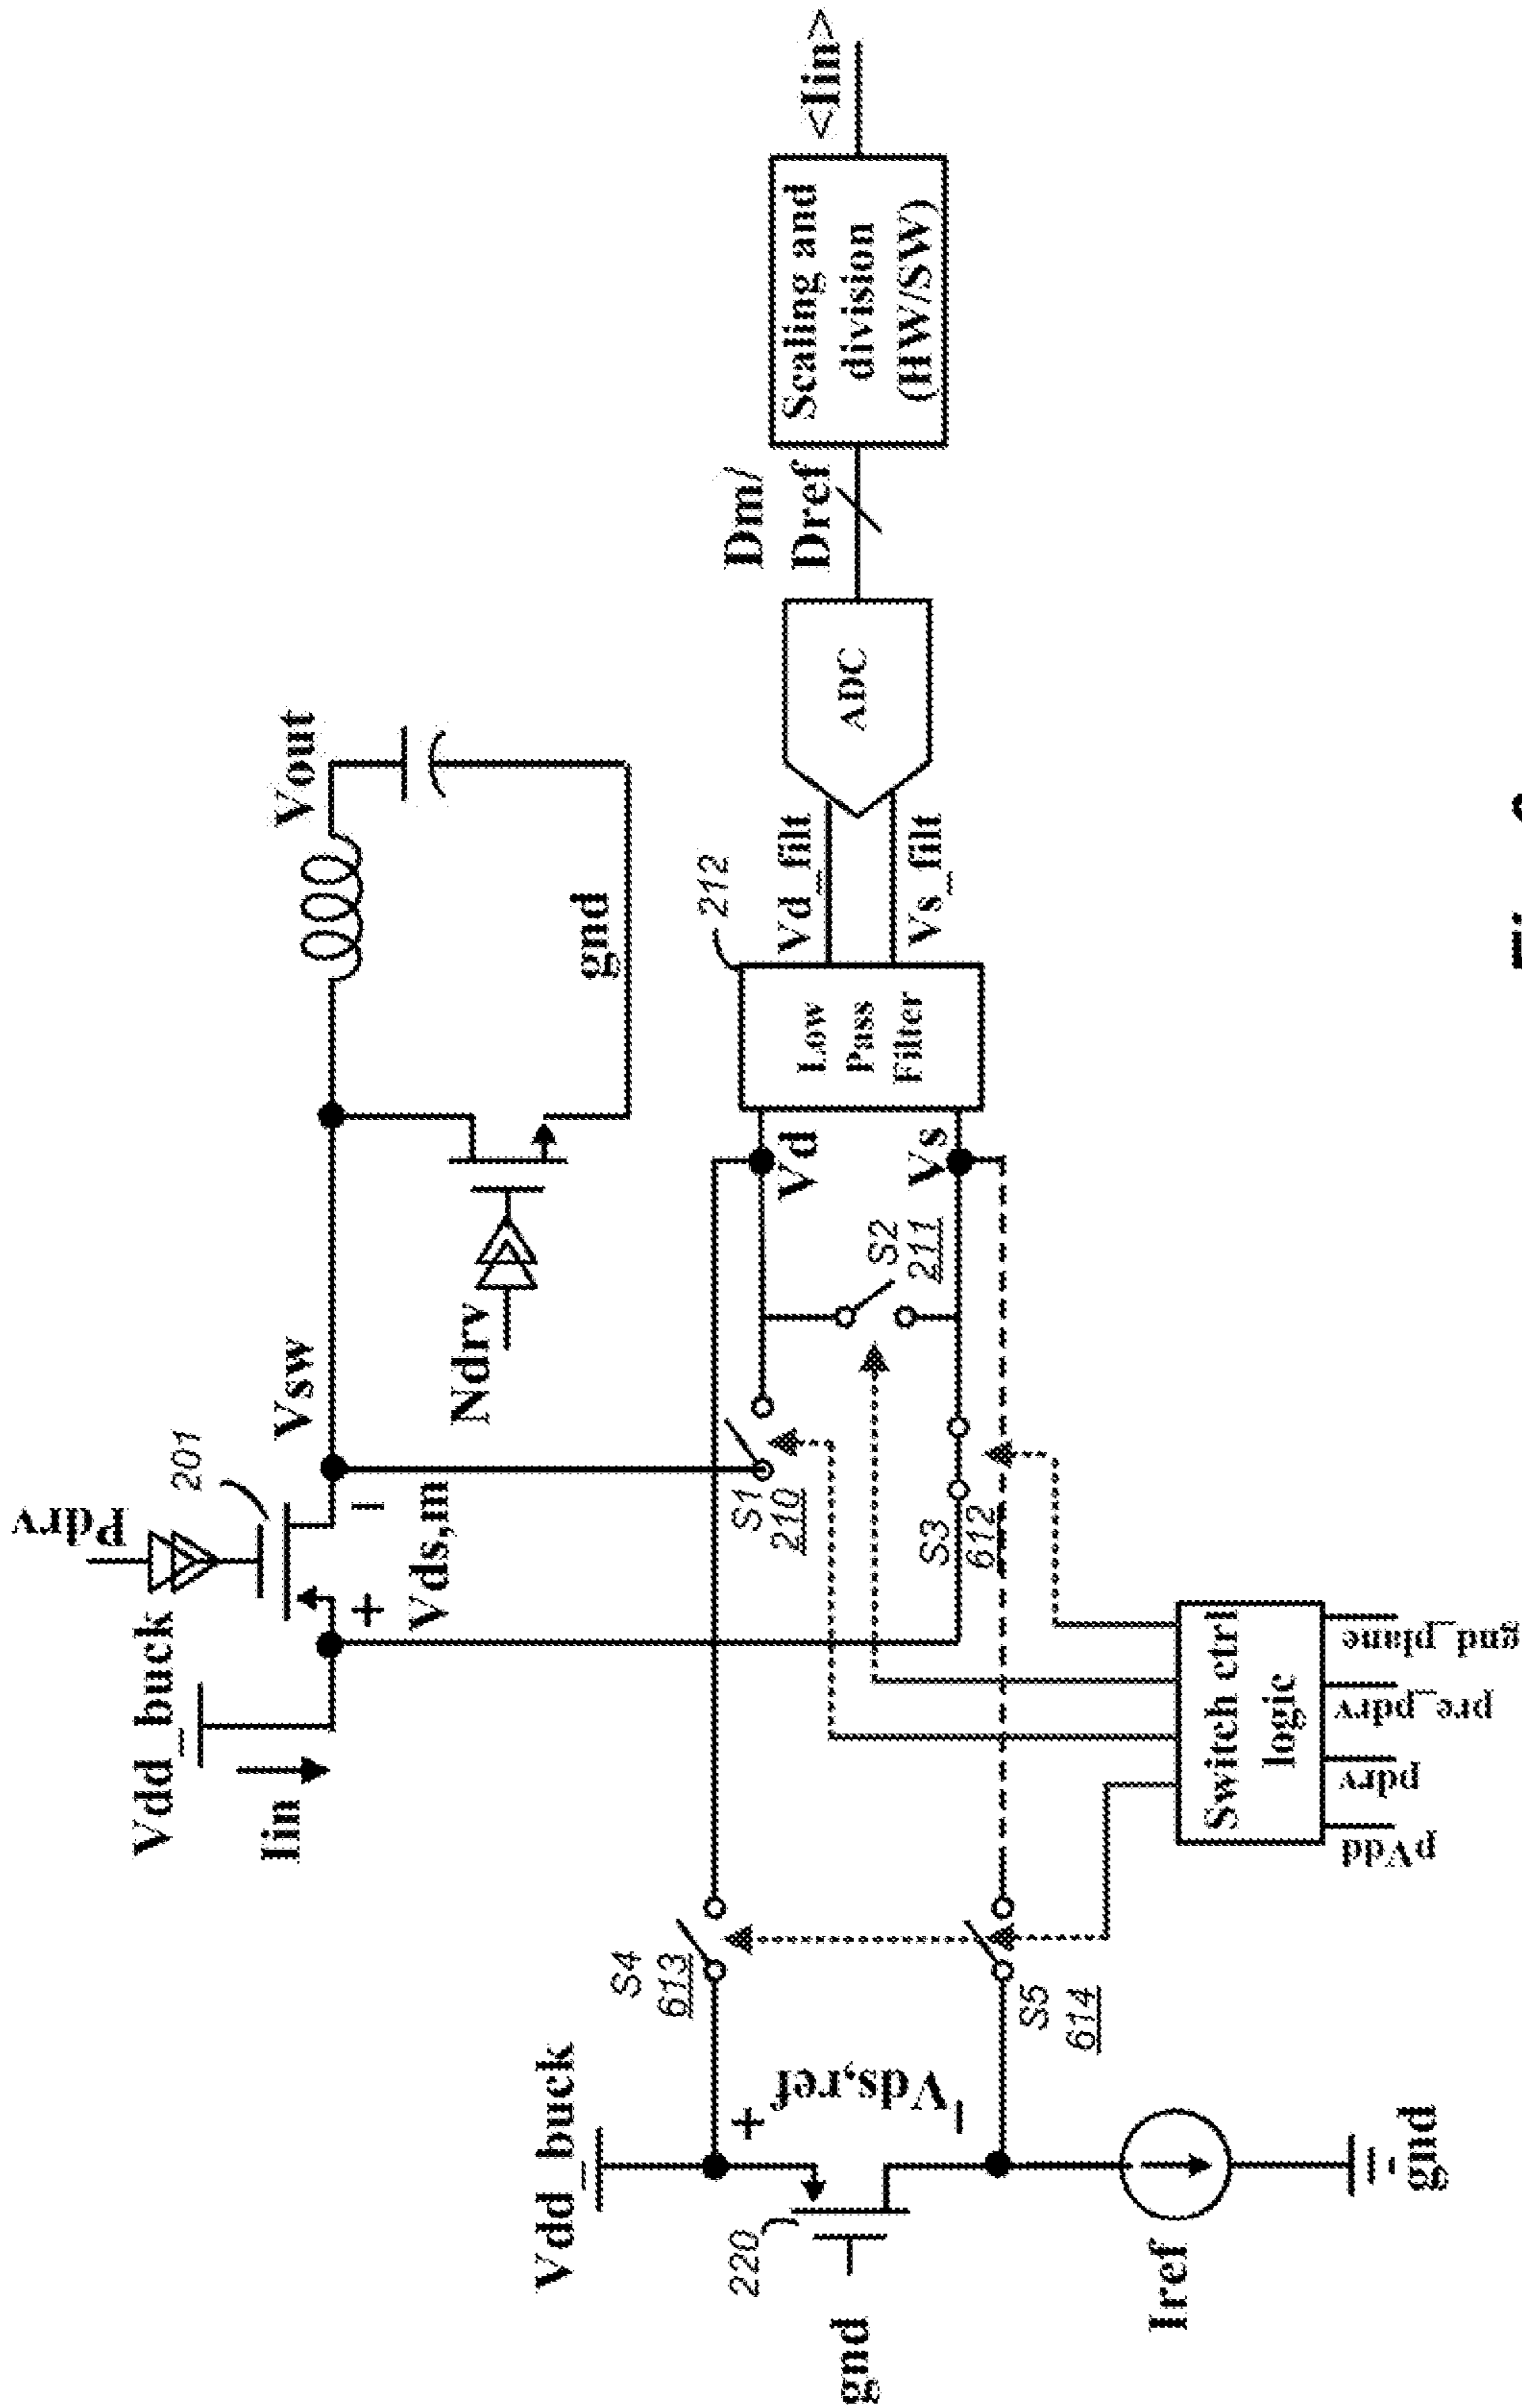 Pdrv
201
Vdd_buck
Iin
+
Vds,m
−
Vsw
Vout
gnd
Ndrv
Vdd_buck
S4
613
S1
210
Vd
212
Vd_filt
Dm/
Dref
<Iin>
220
gnd
+
Vds,ref
−
S3
612
S2
211
Vs
Low
Pass
Filter
Vs_filt
ADC
Scaling and
division
(HW/SW)
S5
614
Iref
gnd
Switch ctrl
logic
pVdd
pdrv
pre_pdrv
gnd_plane